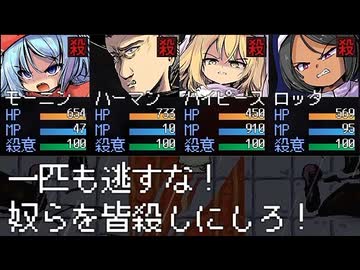 殺 殺 殺 殺
モーニン ハーマン パイピース ロッタ
HP 654 HP 733 HP 450 HP 569
MP 47 MP 10 MP 910 MP 95
殺意 100 殺意 100 殺意 100 殺意 100
一匹も逃すな！
奴らを皆殺しにしろ！